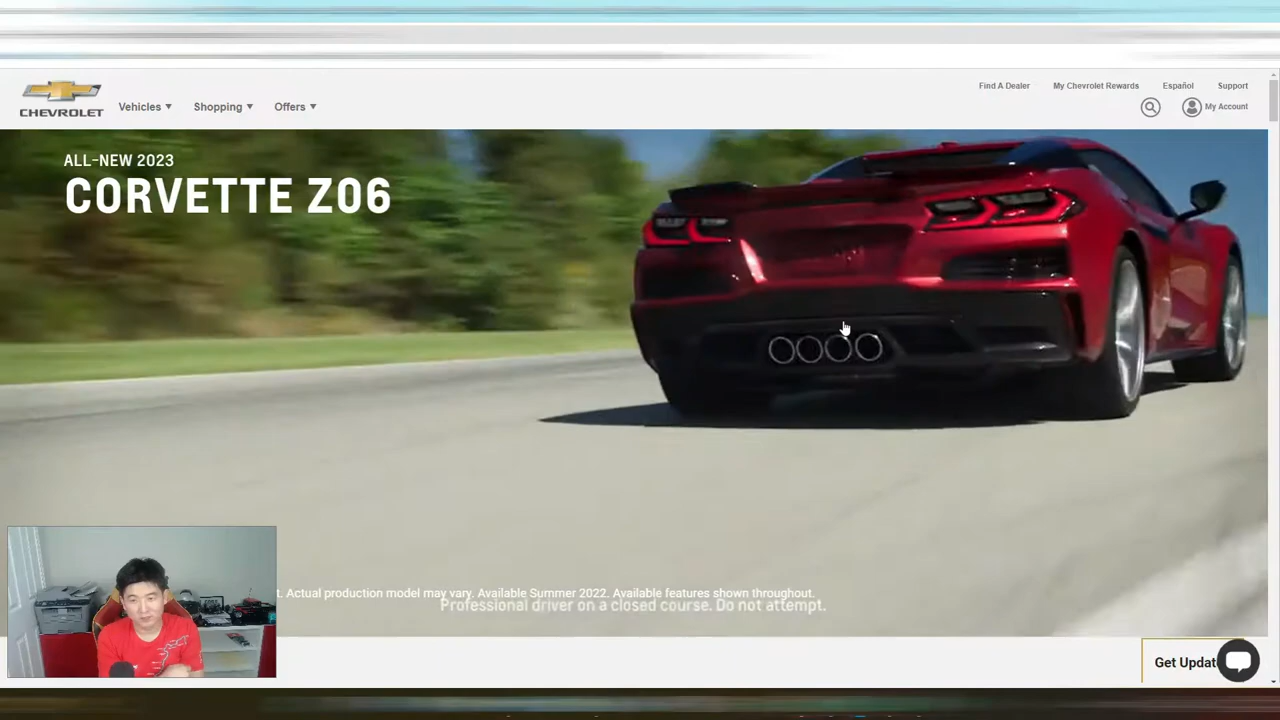 Find A Dealer
My Chevrolet Rewards
Español
Support
CHEVROLET
Vehicles
Shopping
Offers
My Account
ALL-NEW 2023
CORVETTE Z06
t. Actual production model may vary. Available Summer 2022. Available features shown throughout.
Professional driver on a closed course. Do not attempt.
Get Updat